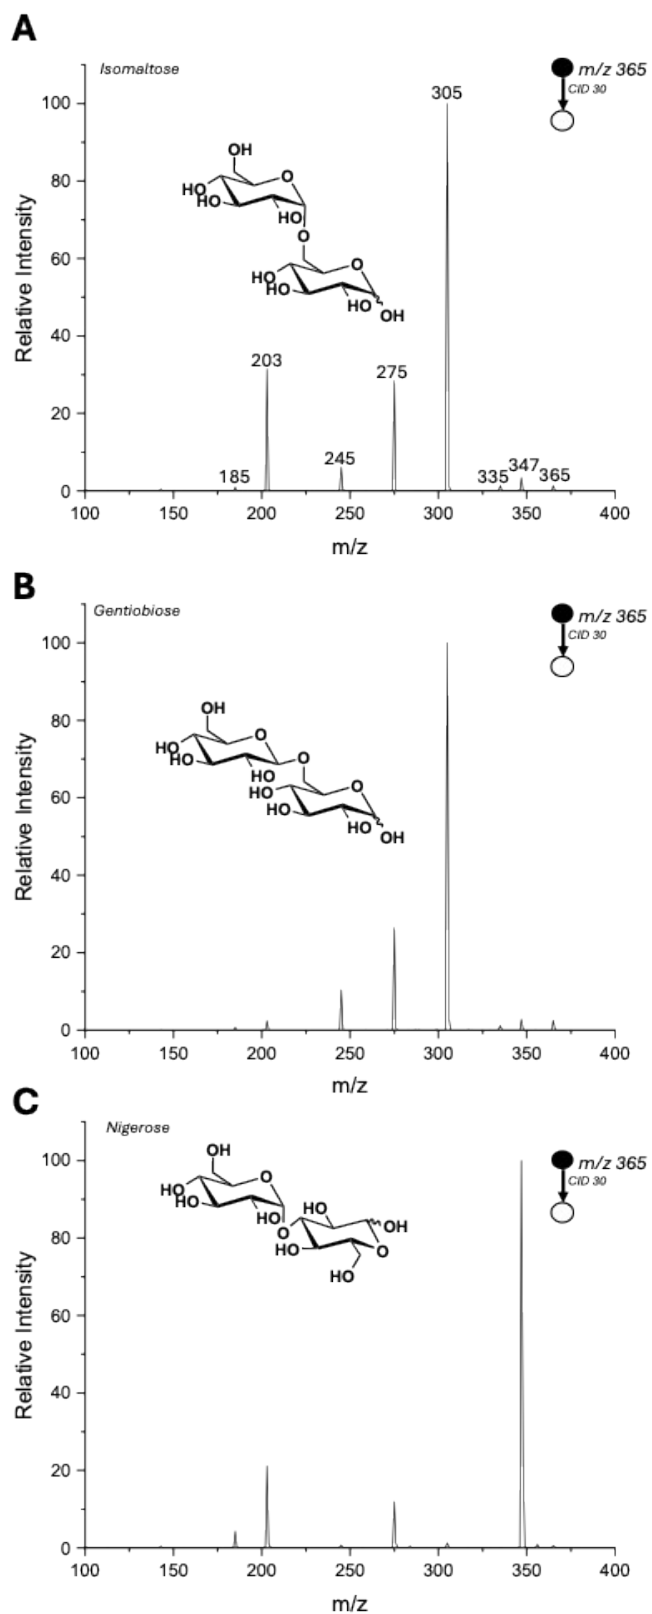 A
Isomaltose
m/z 365
CID 30
305
203
275
185
245
335
347
365
OH
O
HO
HO
HO
O
O
HO
HO
HO
OH
Relative Intensity
100
80
60
40
20
0
100 150 200 250 300 350 400
m/z
B
Gentiobiose
m/z 365
CID 30
OH
O
HO
HO
O
HO
HO
O
HO
HO
OH
Relative Intensity
100
80
60
40
20
0
100 150 200 250 300 350 400
m/z
C
Nigerose
m/z 365
CID 30
OH
O
HO
HO
HO
HO
OH
O
HO
O
HO
Relative Intensity
100
80
60
40
20
0
100 150 200 250 300 350 400
m/z